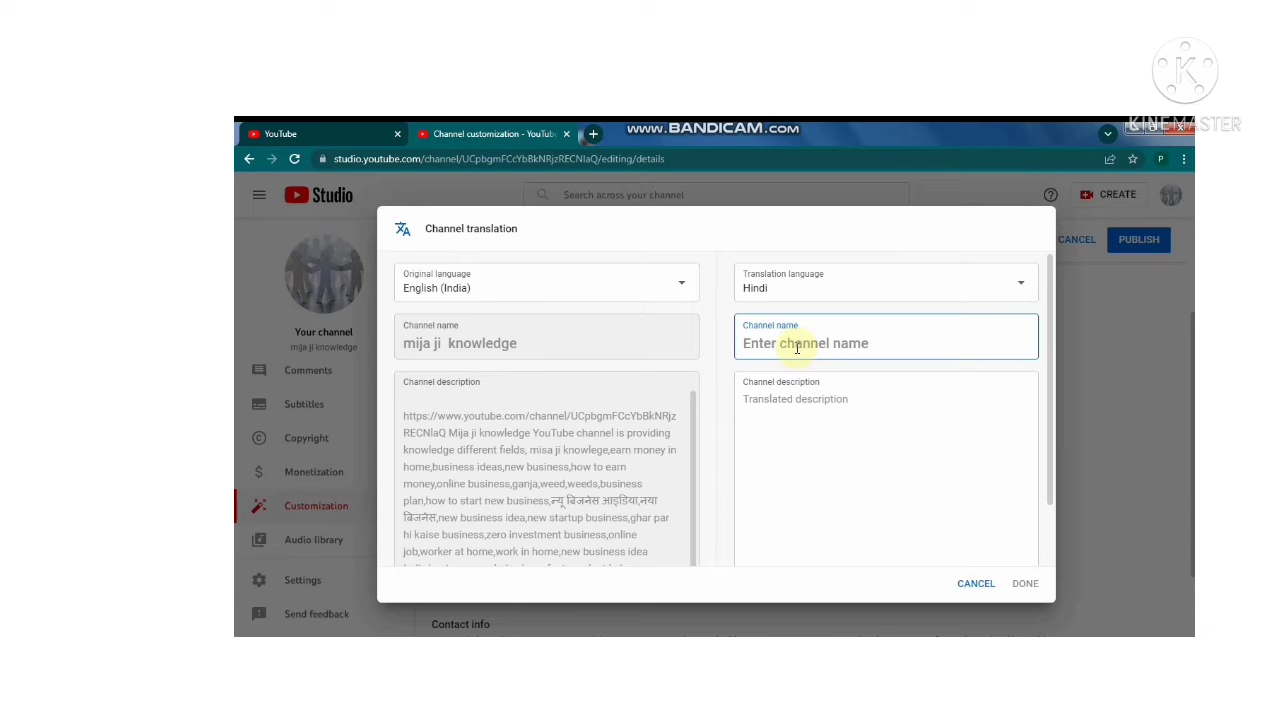 KINEMASTER
YouTube
Channel customization - YouTube
WWW.BANDICAM.COM
studio.youtube.com/channel/UCpbgmFCcYbBkNRjzRECNlaQ/editing/details
P
Studio
Search across your channel
CREATE
CANCEL
PUBLISH
Your channel
mija ji knowledge
Comments
Subtitles
Copyright
Monetization
Customization
Audio library
Settings
Send feedback
Channel translation
Original language
English (India)
Channel name
mija ji knowledge
Channel description
https://www.youtube.com/channel/UCpbgmFCcYbBkNRjz
RECNlaQ Mija ji knowledge YouTube channel is providing
knowledge different fields, misa ji knowlege,earn money in
home,business ideas,new business,how to earn
money,online business,ganja,weed,weeds,business
plan,how to start new business,न्यू बिजनेस आइडिया,नया
बिजनेस,new business idea,new startup business,ghar par
hi kaise business,zero investment business,online
job,worker at home,work in home,new business idea
Translation language
Hindi
Channel name
Enter channel name
Channel description
Translated description
CANCEL
DONE
Contact info